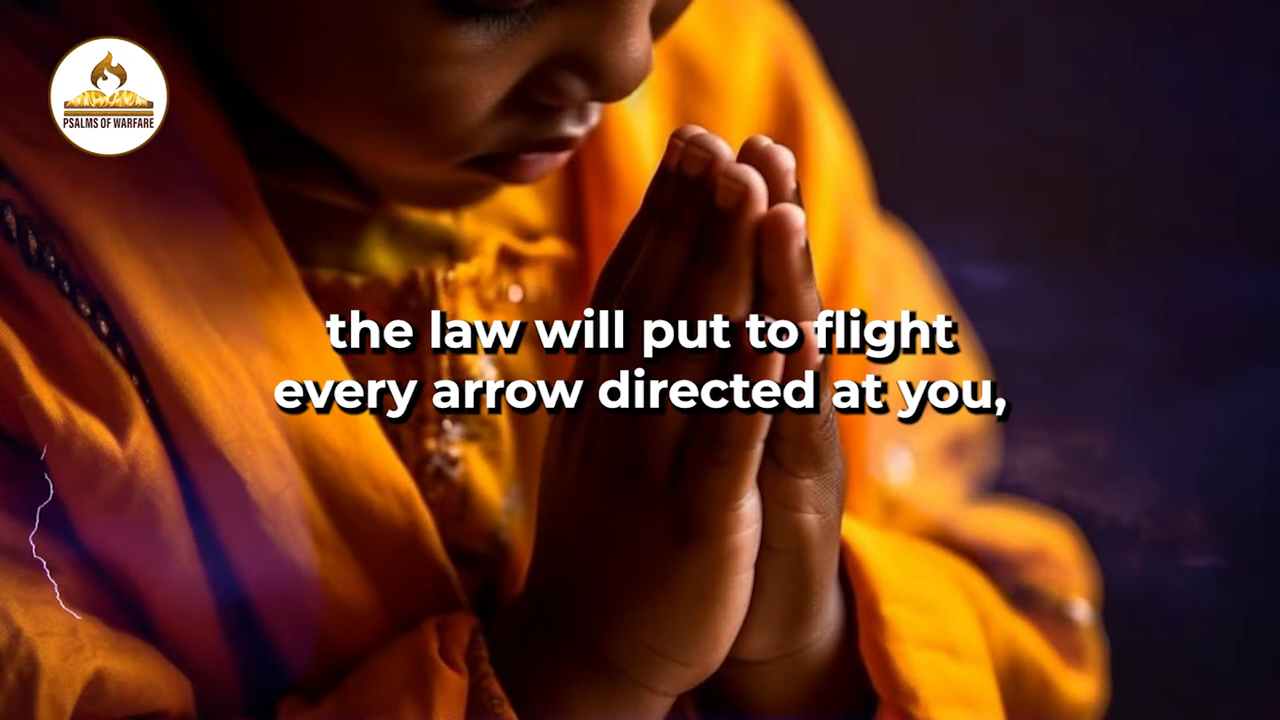 PSALMS OF WARFARE
the law will put to flight
every arrow directed at you,